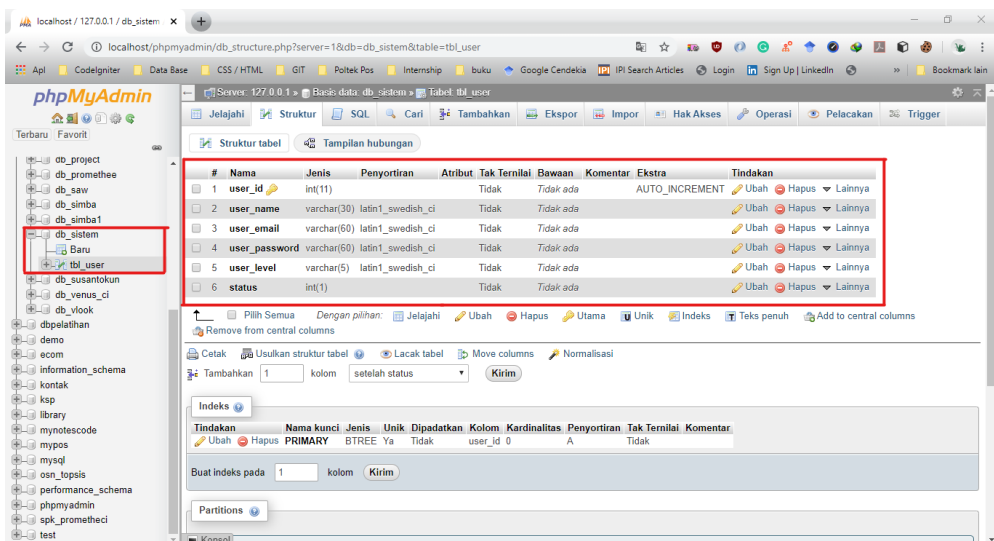 localhost / 127.0.0.1 / db_sistem
localhost/phpmyadmin/db_structure.php?server=1&db=db_sistem&table=tbl_user
Apl CodeIgniter Data Base CSS / HTML GIT Poltek Pos Internship buku Google Cendekia IPI Search Articles Login Sign Up | LinkedIn » Bookmark lain
phpMyAdmin
Terbaru Favorit
db_project
db_promethee
db_saw
db_simba
db_simba1
db_sistem
Baru
tbl_user
db_susantokun
db_venus_ci
db_vlook
dbpelatihan
demo
ecom
information_schema
kontak
ksp
library
mynotescode
mypos
mysql
osn_topsis
performance_schema
phpmyadmin
spk_prometheci
test
Server: 127.0.0.1 » Basis data: db_sistem » Tabel: tbl_user
Jelajahi Struktur SQL Cari Tambahkan Ekspor Impor Hak Akses Operasi Pelacakan Trigger
Struktur tabel Tampilan hubungan
# Nama Jenis Penyortiran Atribut Tak Ternilai Bawaan Komentar Ekstra Tindakan
1 user_id int(11) Tidak Tidak ada AUTO_INCREMENT Ubah Hapus Lainnya
2 user_name varchar(30) latin1_swedish_ci Tidak Tidak ada Ubah Hapus Lainnya
3 user_email varchar(60) latin1_swedish_ci Tidak Tidak ada Ubah Hapus Lainnya
4 user_password varchar(60) latin1_swedish_ci Tidak Tidak ada Ubah Hapus Lainnya
5 user_level varchar(5) latin1_swedish_ci Tidak Tidak ada Ubah Hapus Lainnya
6 status int(1) Tidak Tidak ada Ubah Hapus Lainnya
Pilih Semua Dengan pilihan: Jelajahi Ubah Hapus Utama Unik Indeks Teks penuh Add to central columns
Remove from central columns
Cetak Usulkan struktur tabel Lacak tabel Move columns Normalisasi
Tambahkan 1 kolom setelah status Kirim
Indeks
Tindakan Nama kunci Jenis Unik Dipadatkan Kolom Kardinalitas Penyortiran Tak Ternilai Komentar
Ubah Hapus PRIMARY BTREE Ya Tidak user_id 0 A Tidak
Buat indeks pada 1 kolom Kirim
Partitions
Konsol